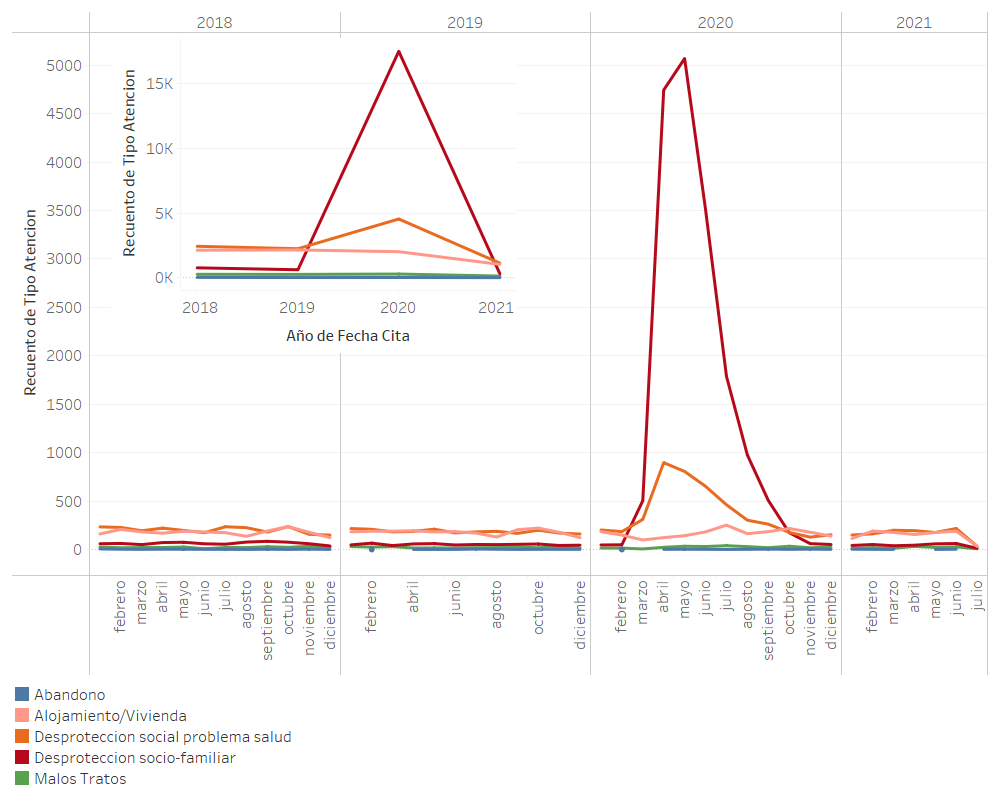 2018
2019
2020
2021
Recuento de Tipo Atencion
5000
4500
4000
3500
3000
2500
2000
1500
1000
500
0
Recuento de Tipo Atencion
15K
10K
5K
0K
2018
2019
2020
2021
Año de Fecha Cita
febrero
marzo
abril
mayo
junio
julio
agosto
septiembre
octubre
noviembre
diciembre
febrero
abril
junio
agosto
octubre
diciembre
febrero
marzo
abril
mayo
junio
julio
agosto
septiembre
octubre
noviembre
diciembre
febrero
marzo
abril
mayo
junio
julio
Abandono
Alojamiento/Vivienda
Desproteccion social problema salud
Desproteccion socio-familiar
Malos Tratos